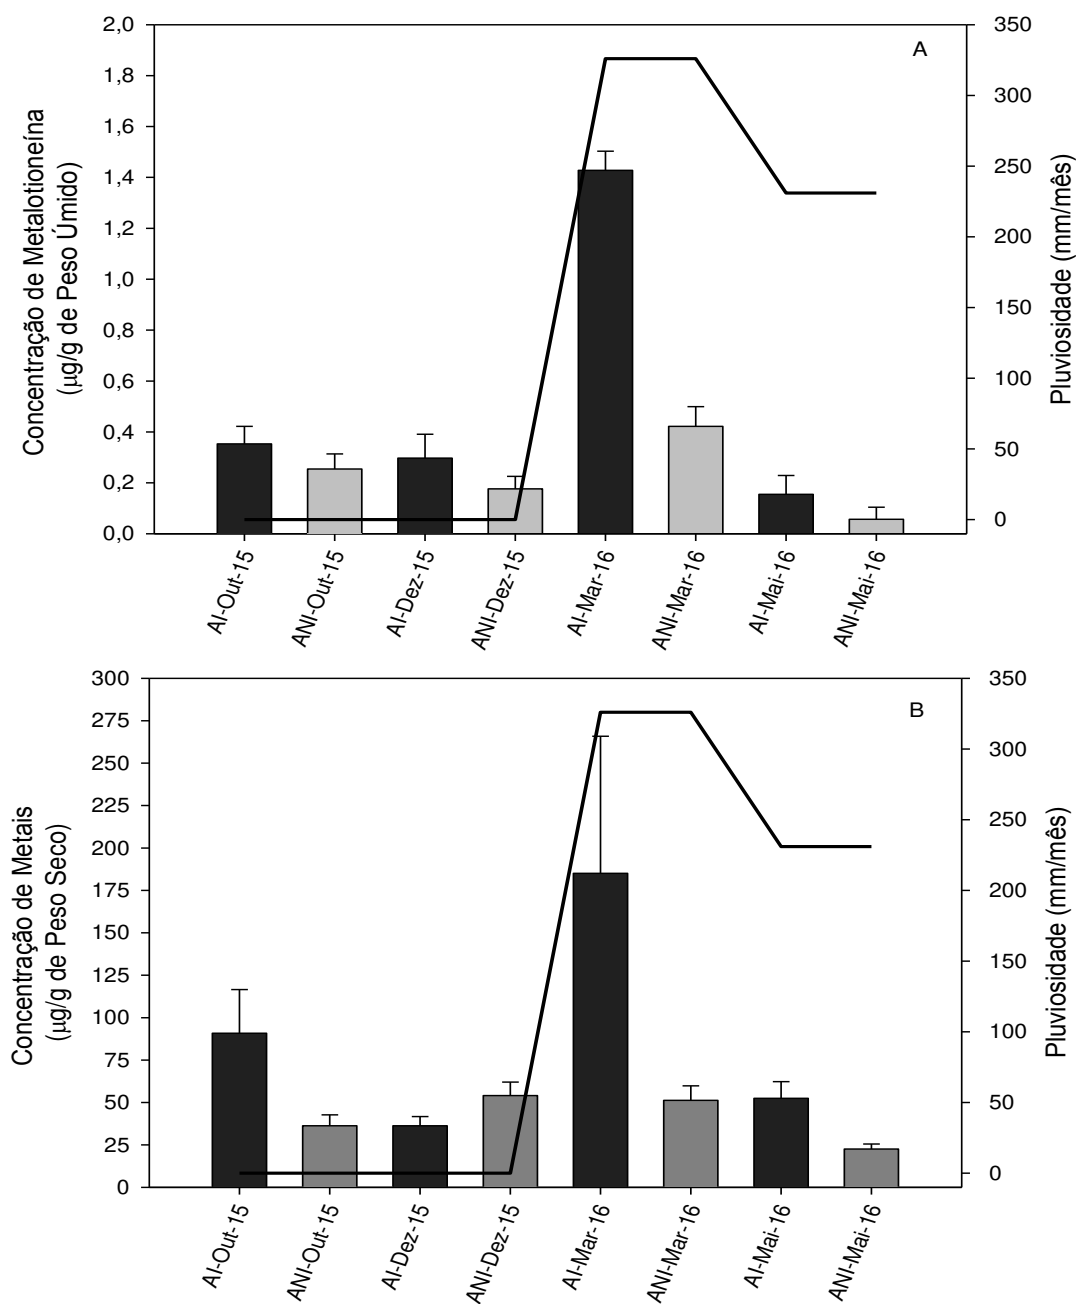 A
Concentração de Metalotioneína
(µg/g de Peso Úmido)
2,0
1,8
1,6
1,4
1,2
1,0
0,8
0,6
0,4
0,2
0,0
350
300
250
200
150
100
50
0
Pluviosidade (mm/mês)
AI-Out-15
ANI-Out-15
AI-Dez-15
ANI-Dez-15
AI-Mar-16
ANI-Mar-16
AI-Mai-16
ANI-Mai-16
B
Concentração de Metais
(µg/g de Peso Seco)
300
275
250
225
200
175
150
125
100
75
50
25
0
350
300
250
200
150
100
50
0
Pluviosidade (mm/mês)
AI-Out-15
ANI-Out-15
AI-Dez-15
ANI-Dez-15
AI-Mar-16
ANI-Mar-16
AI-Mai-16
ANI-Mai-16